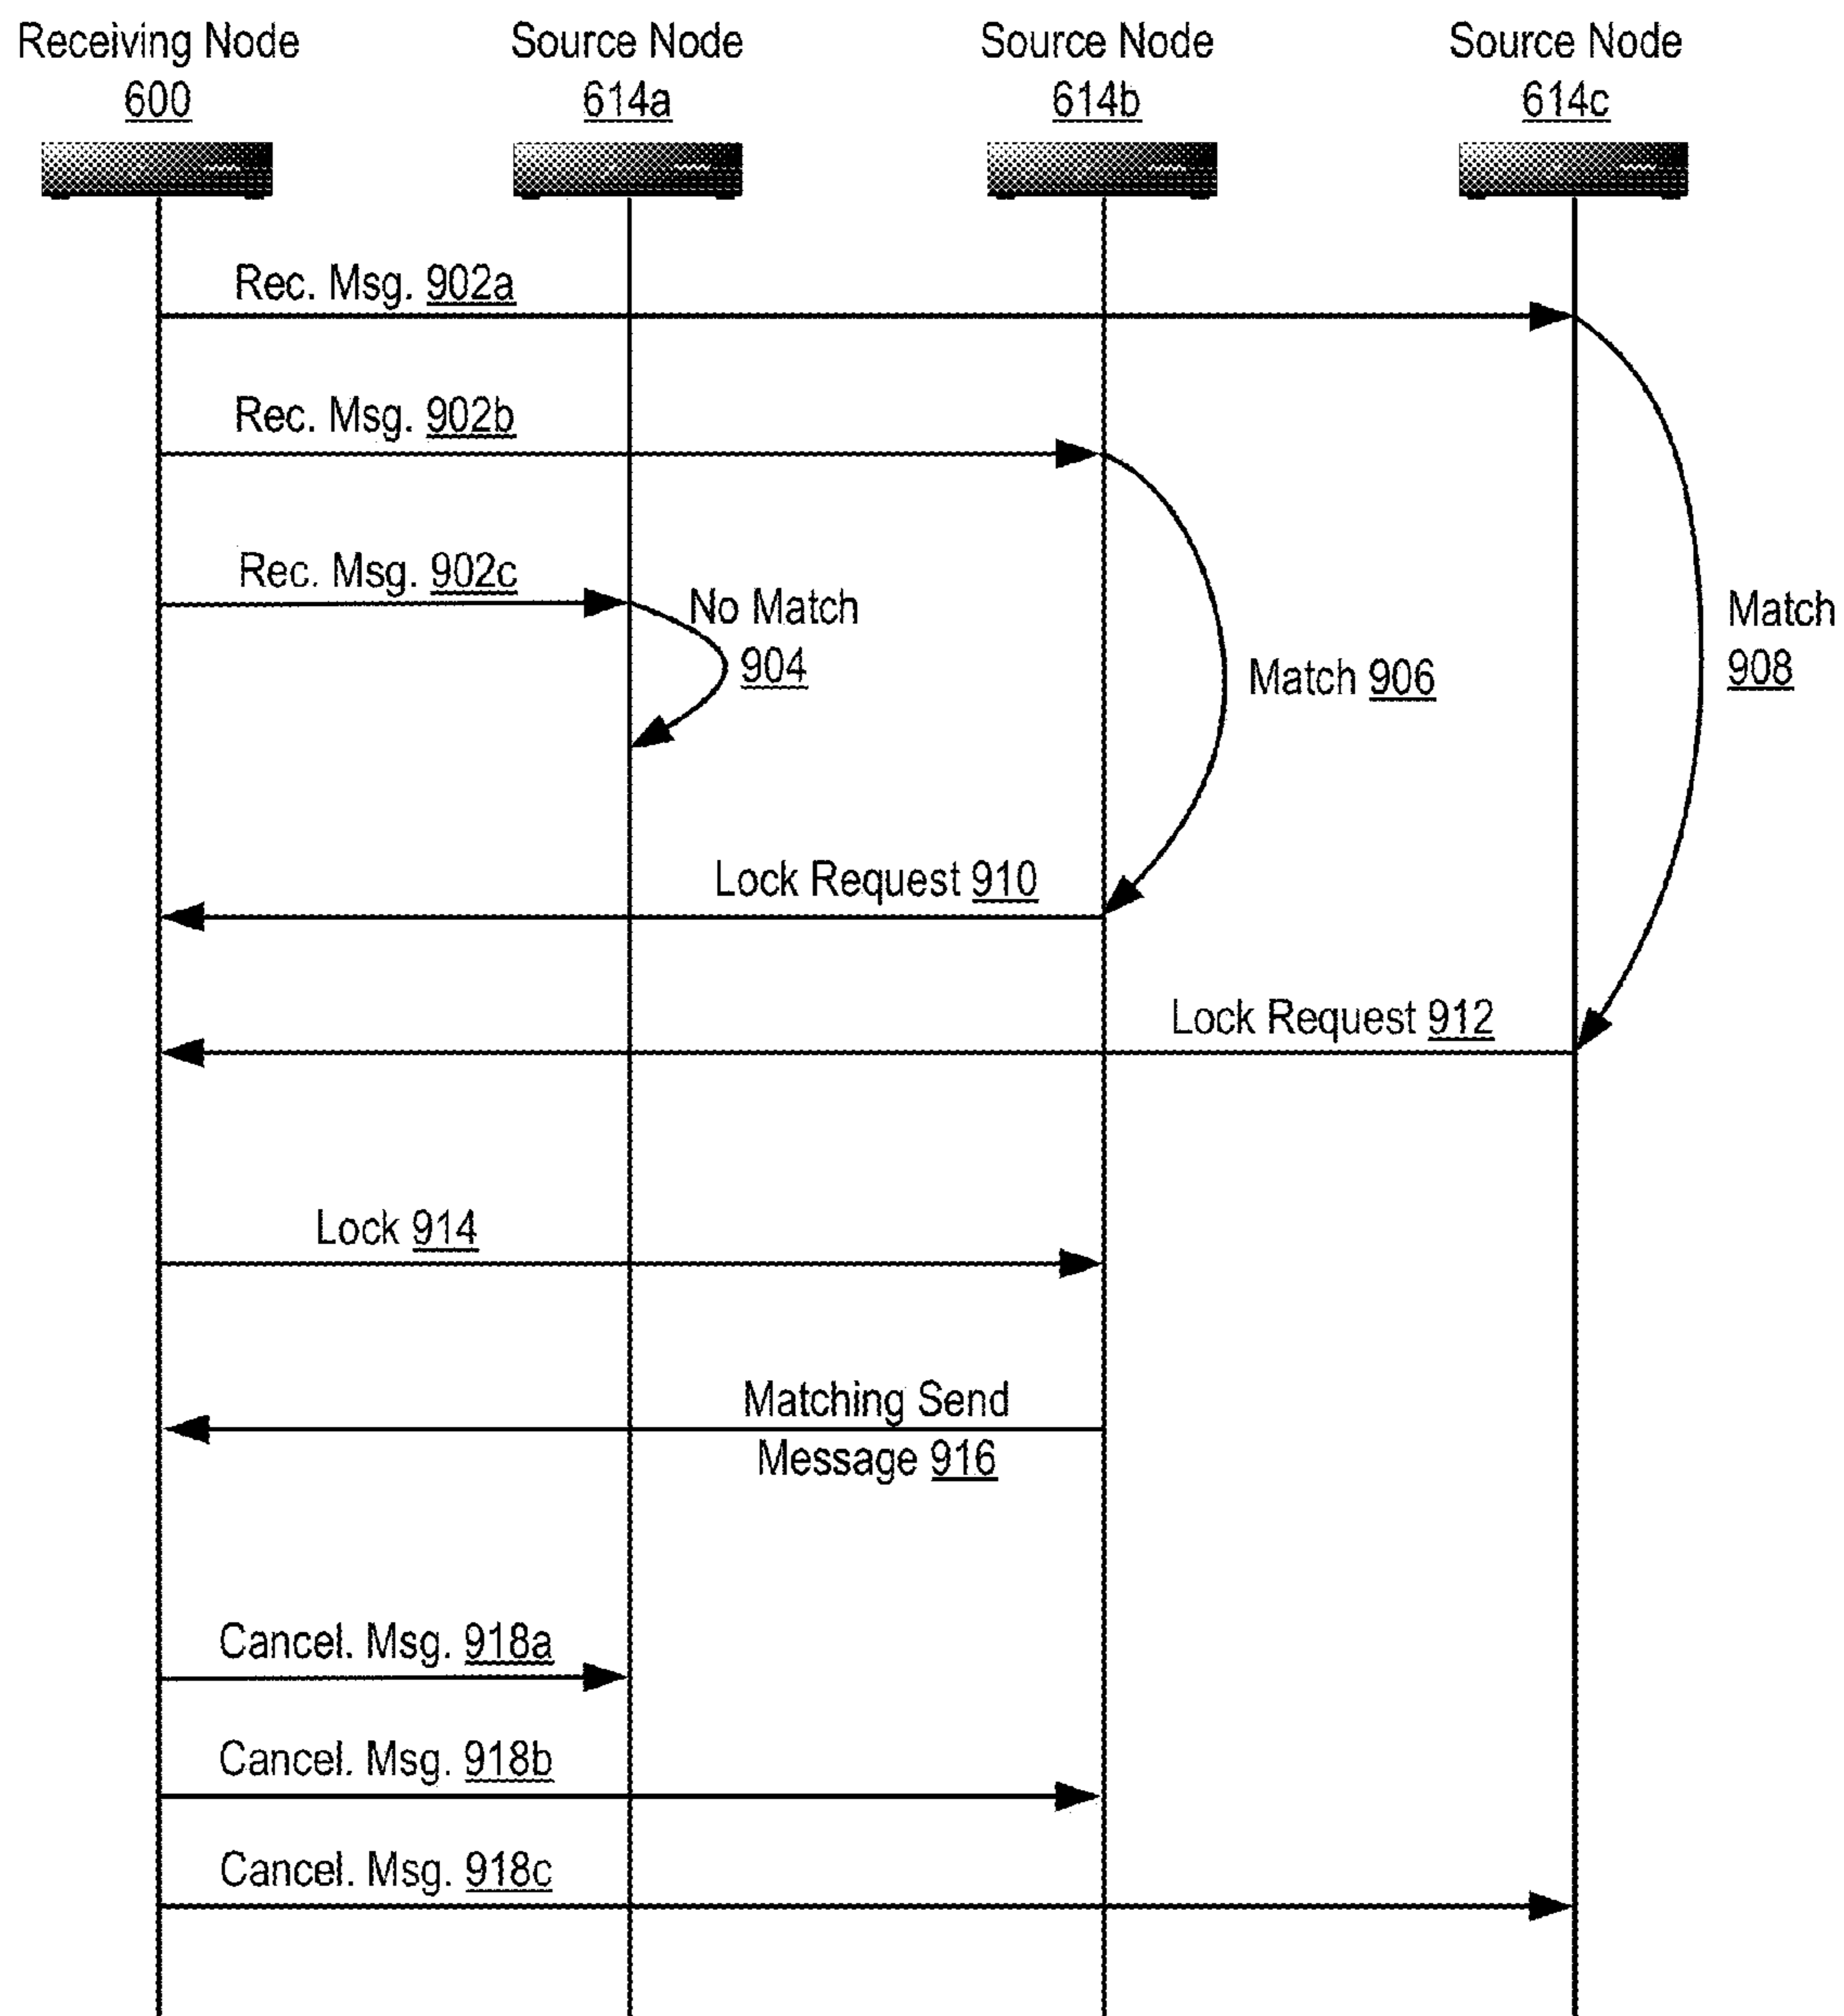 Receiving Node
600
Source Node
614a
Source Node
614b
Source Node
614c
Rec. Msg. 902a
Rec. Msg. 902b
Rec. Msg. 902c
No Match
904
Match 906
Match
908
Lock Request 910
Lock Request 912
Lock 914
Matching Send
Message 916
Cancel. Msg. 918a
Cancel. Msg. 918b
Cancel. Msg. 918c